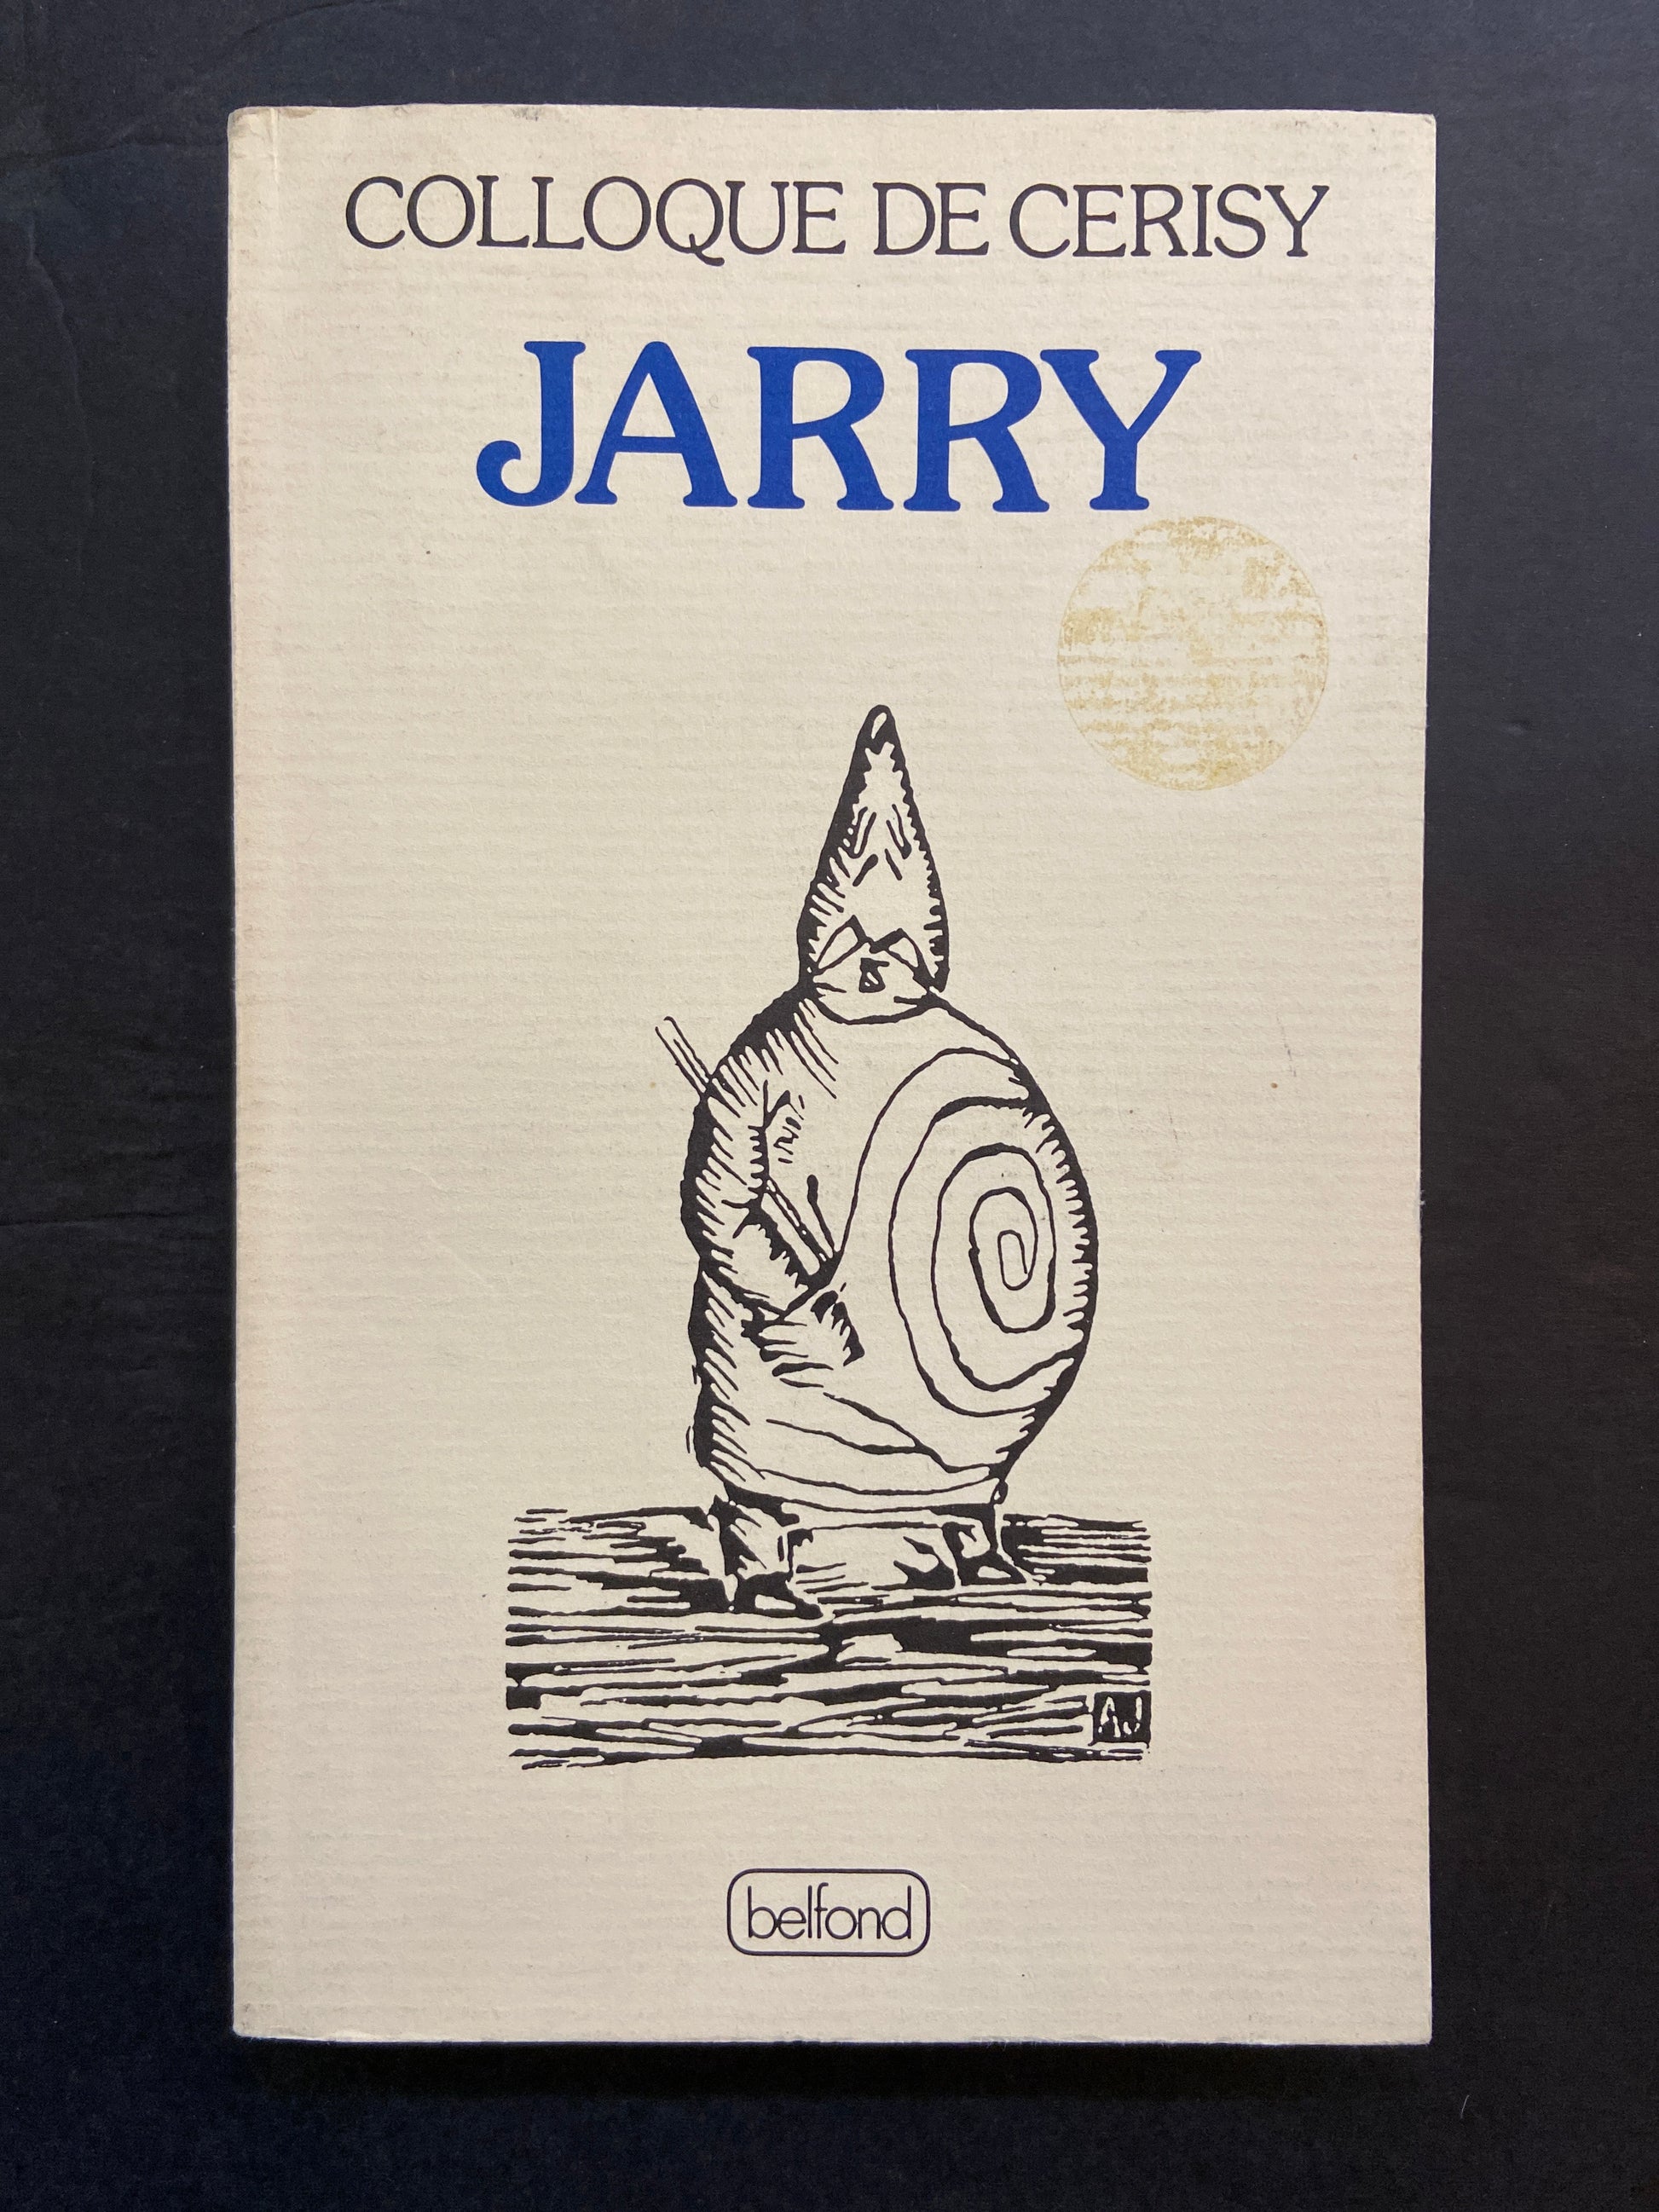 COLLOQUE DE CERISY
JARRY
AJ
belfond